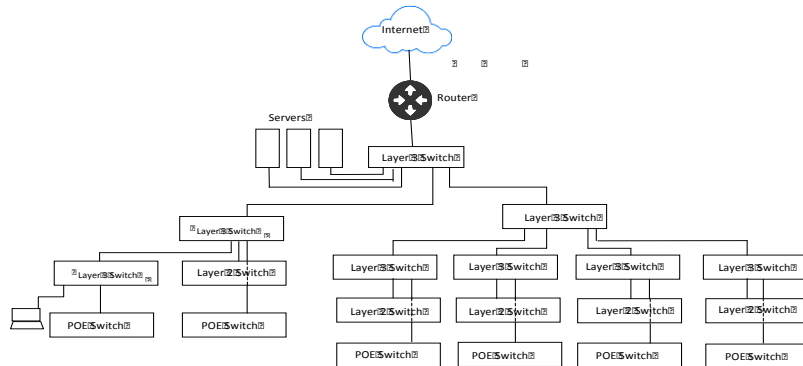 Internet⍰
⍰ ⍰ ⍰
Router⍰
Servers⍰
Layer⍰3⍰Switch⍰
⍰Layer⍰3⍰Switch⍰
Layer⍰3⍰Switch⍰
⍰Layer⍰3⍰Switch⍰
Layer⍰2⍰Switch⍰
Layer⍰3⍰Switch⍰
Layer⍰3⍰Switch⍰
Layer⍰3⍰Switch⍰
Layer⍰3⍰Switch⍰
POE⍰Switch⍰
POE⍰Switch⍰
Layer⍰2⍰Switch⍰
Layer⍰2⍰Switch⍰
Layer⍰2⍰Switch⍰
Layer⍰2⍰Switch⍰
POE⍰Switch⍰
POE⍰Switch⍰
POE⍰Switch⍰
POE⍰Switch⍰